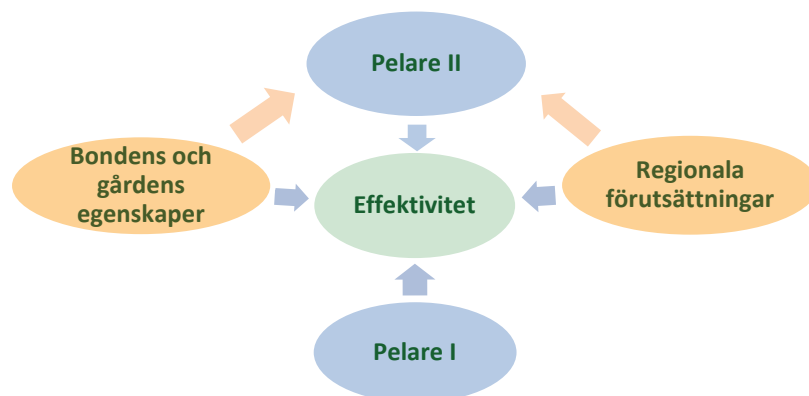 Pelare II
Bondens och
gårdens
egenskaper
Effektivitet
Regionala
förutsättningar
Pelare I